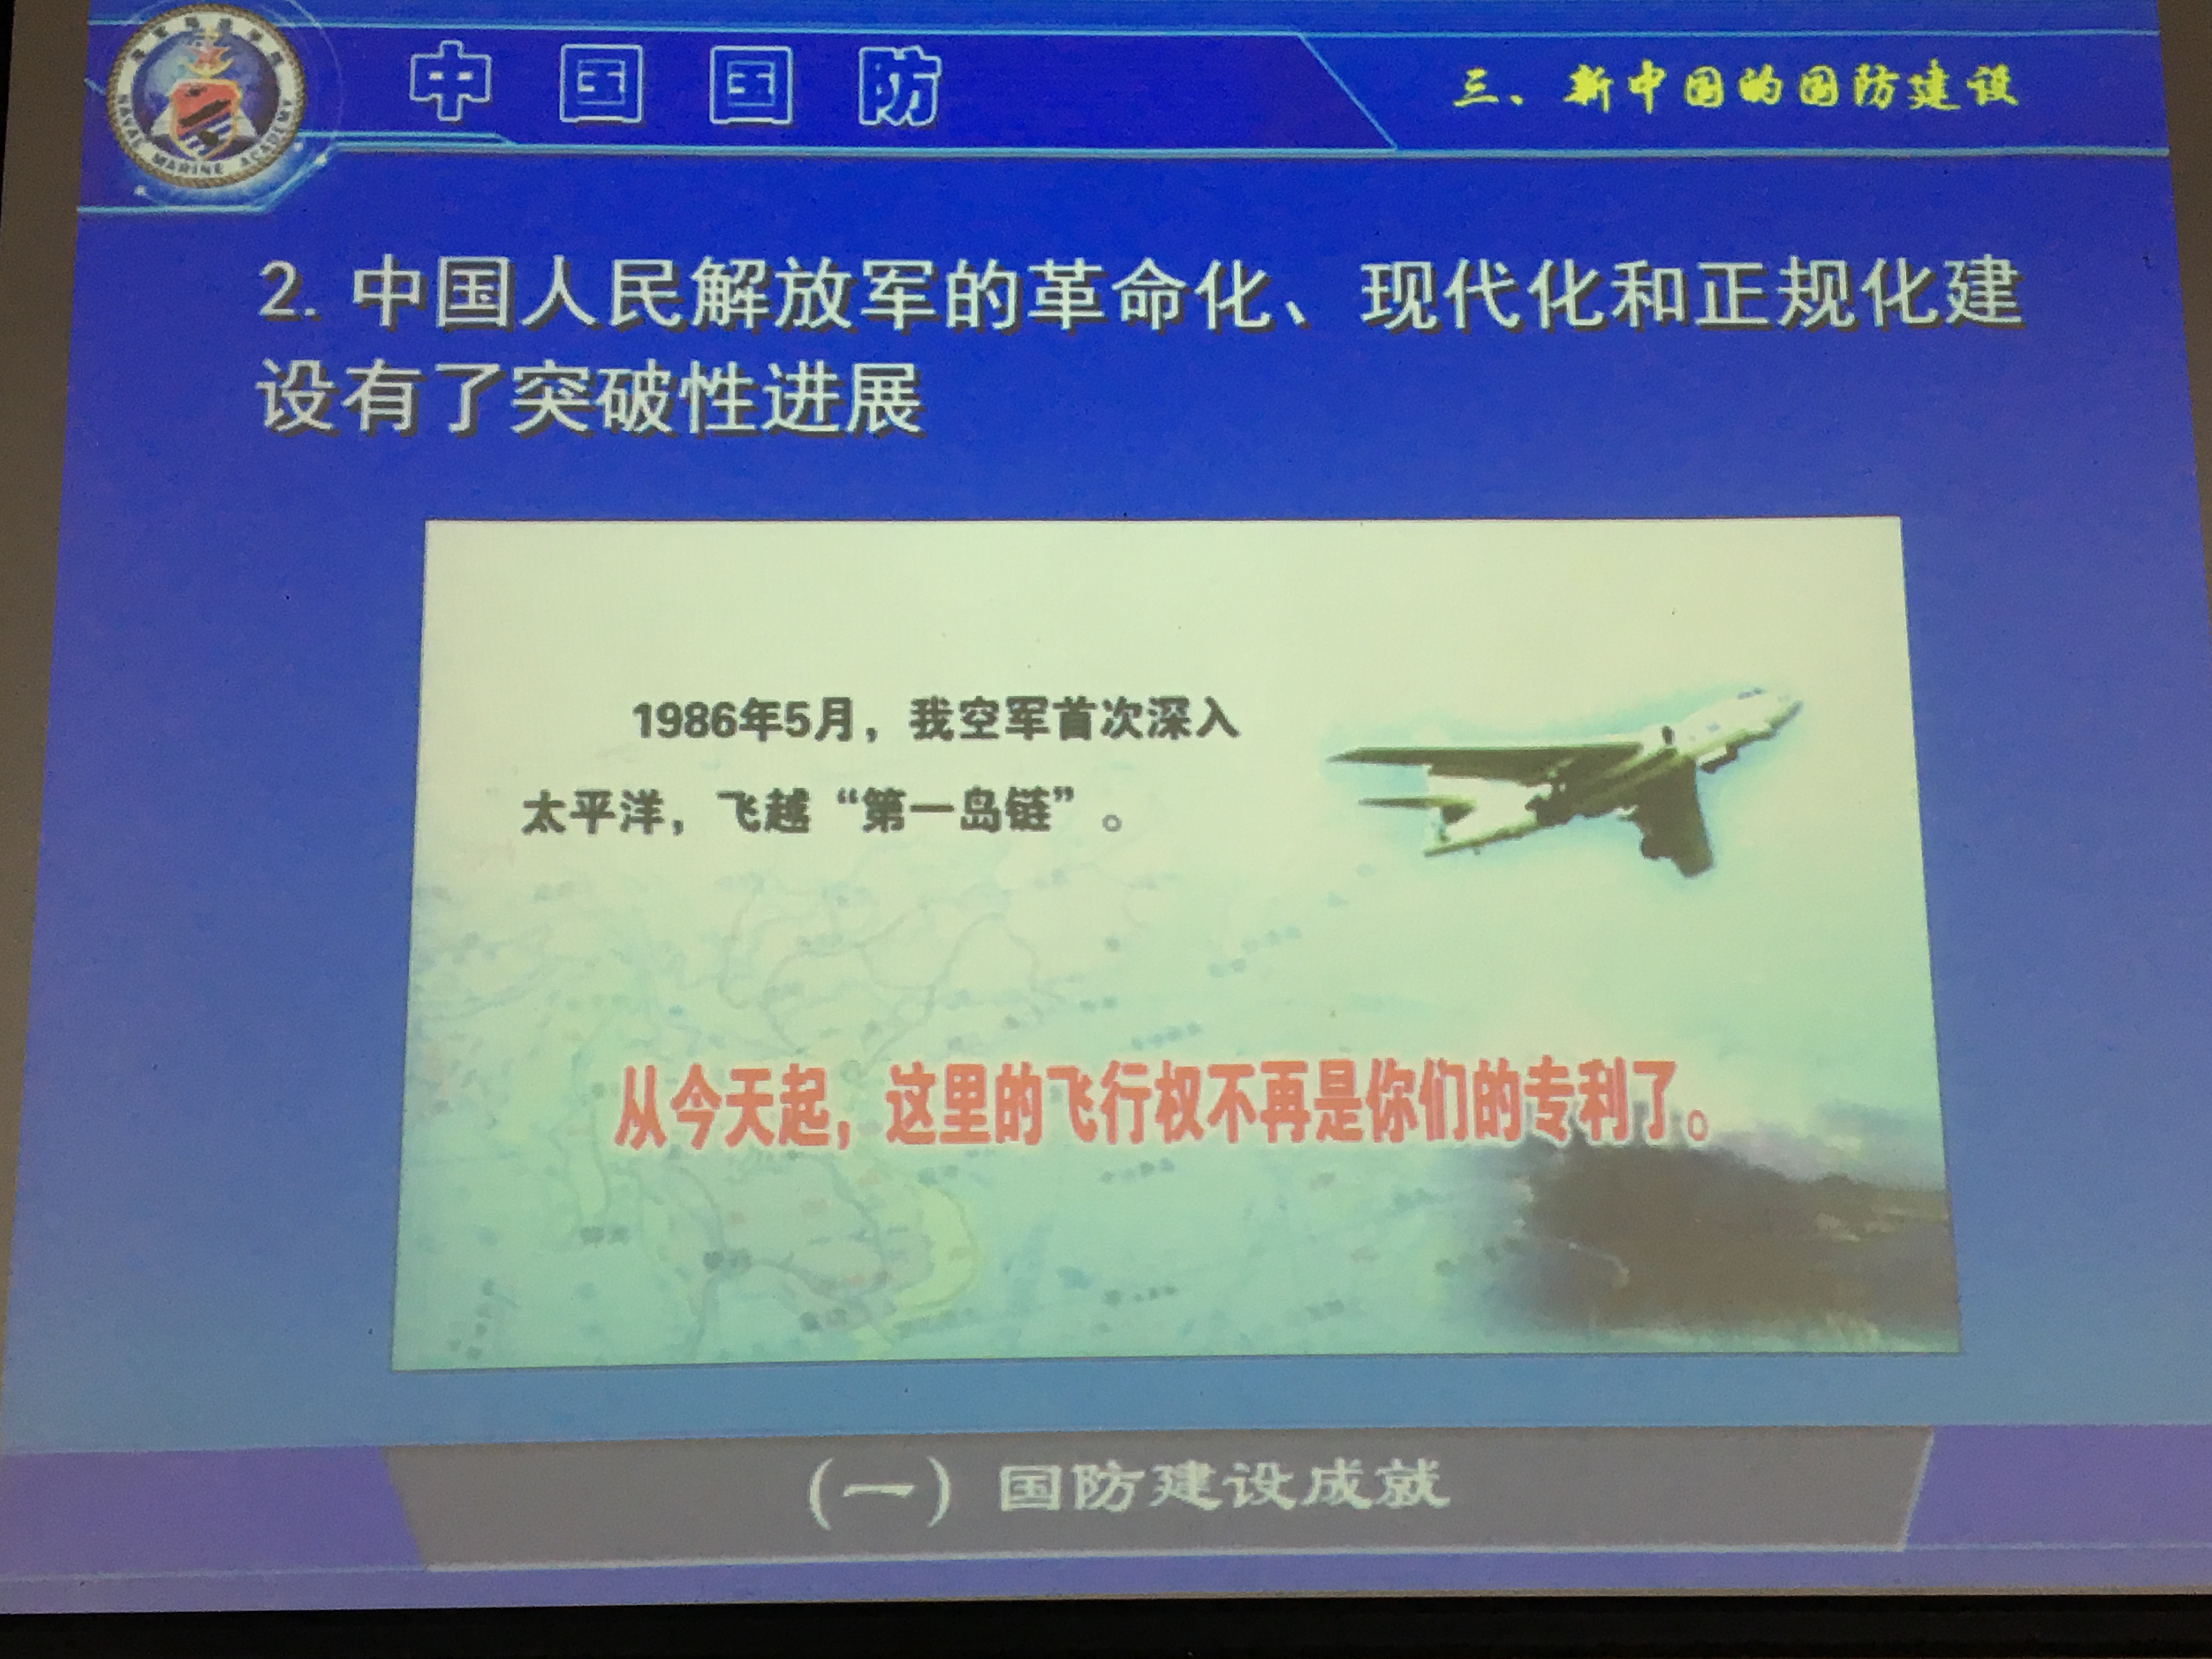 中国国防
三、新中国的国防建设
NAVAL MARINE ACADEMY
2. 中国人民解放军的革命化、现代化和正规化建
设有了突破性进展
1986年5月，我空军首次深入
太平洋，飞越“第一岛链”。
从今天起，这里的飞行权不再是你们的专利了。
(一) 国防建设成就